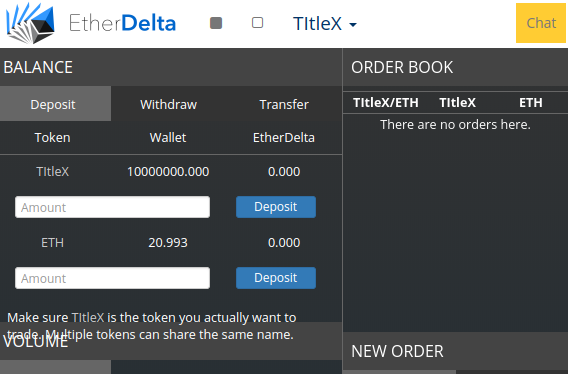 EtherDelta
TItleX
Chat
BALANCE
Deposit Withdraw Transfer
Token Wallet EtherDelta
TItleX 10000000.000 0.000
Amount Deposit
ETH 20.993 0.000
Amount Deposit
Make sure TItleX is the token you actually want to
trade. Multiple tokens can share the same name.
VOLUME
ORDER BOOK
TItleX/ETH TItleX ETH
There are no orders here.
NEW ORDER